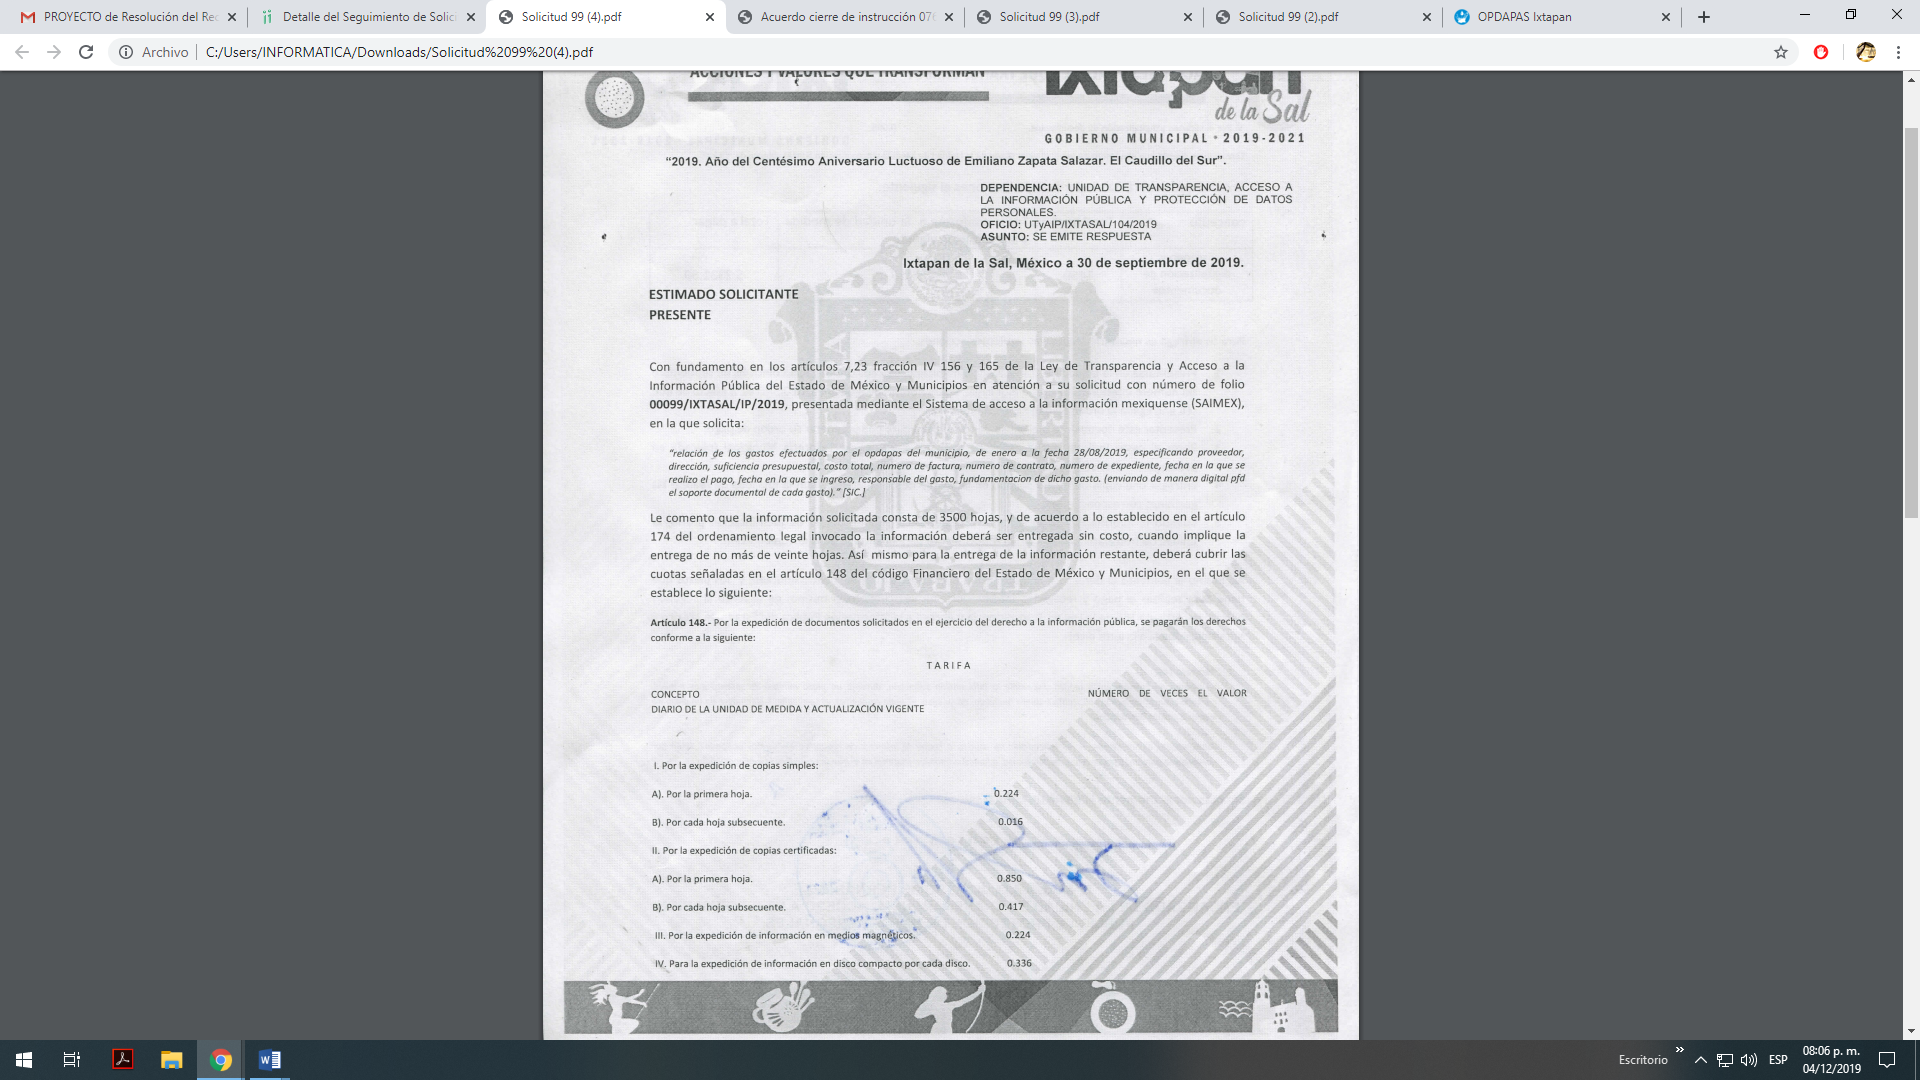 PROYECTO de Resolución del Rec
Detalle del Seguimiento de Solici
Solicitud 99 (4).pdf
Acuerdo cierre de instrucción 076
Solicitud 99 (3).pdf
Solicitud 99 (2).pdf
OPDAPAS Ixtapan
Archivo
C:/Users/INFORMATICA/Downloads/Solicitud%2099%20(4).pdf
ACCIONES Y VALORES QUE TRANSFORMAN
Ixtapan
de la Sal
GOBIERNO MUNICIPAL • 2019-2021
“2019. Año del Centésimo Aniversario Luctuoso de Emiliano Zapata Salazar. El Caudillo del Sur”.
DEPENDENCIA: UNIDAD DE TRANSPARENCIA, ACCESO A
LA INFORMACIÓN PÚBLICA Y PROTECCIÓN DE DATOS
PERSONALES.
OFICIO: UTyAIP/IXTASAL/104/2019
ASUNTO: SE EMITE RESPUESTA
Ixtapan de la Sal, México a 30 de septiembre de 2019.
ESTIMADO SOLICITANTE
PRESENTE
Con fundamento en los artículos 7,23 fracción IV 156 y 165 de la Ley de Transparencia y Acceso a la
Información Pública del Estado de México y Municipios en atención a su solicitud con número de folio
00099/IXTASAL/IP/2019, presentada mediante el Sistema de acceso a la información mexiquense (SAIMEX),
en la que solicita:
“relación de los gastos efectuados por el opdapas del municipio, de enero a la fecha 28/08/2019, especificando proveedor,
dirección, suficiencia presupuestal, costo total, numero de factura, numero de contrato, numero de expediente, fecha en la que se
realizo el pago, fecha en la que se ingreso, responsable del gasto, fundamentacion de dicho gasto. (enviando de manera digital pfd
el soporte documental de cada gasto).” [SIC.]
Le comento que la información solicitada consta de 3500 hojas, y de acuerdo a lo establecido en el artículo
174 del ordenamiento legal invocado la información deberá ser entregada sin costo, cuando implique la
entrega de no más de veinte hojas. Así mismo para la entrega de la información restante, deberá cubrir las
cuotas señaladas en el artículo 148 del código Financiero del Estado de México y Municipios, en el que se
establece lo siguiente:
Artículo 148.- Por la expedición de documentos solicitados en el ejercicio del derecho a la información pública, se pagarán los derechos
conforme a la siguiente:
TARIFA
CONCEPTO NÚMERO DE VECES EL VALOR
DIARIO DE LA UNIDAD DE MEDIDA Y ACTUALIZACIÓN VIGENTE
I. Por la expedición de copias simples:
A). Por la primera hoja. 0.224
B). Por cada hoja subsecuente. 0.016
II. Por la expedición de copias certificadas:
A). Por la primera hoja. 0.850
B). Por cada hoja subsecuente. 0.417
III. Por la expedición de información en medios magnéticos. 0.224
IV. Para la expedición de información en disco compacto por cada disco. 0.336
Escritorio
ESP
08:06 p. m.
04/12/2019